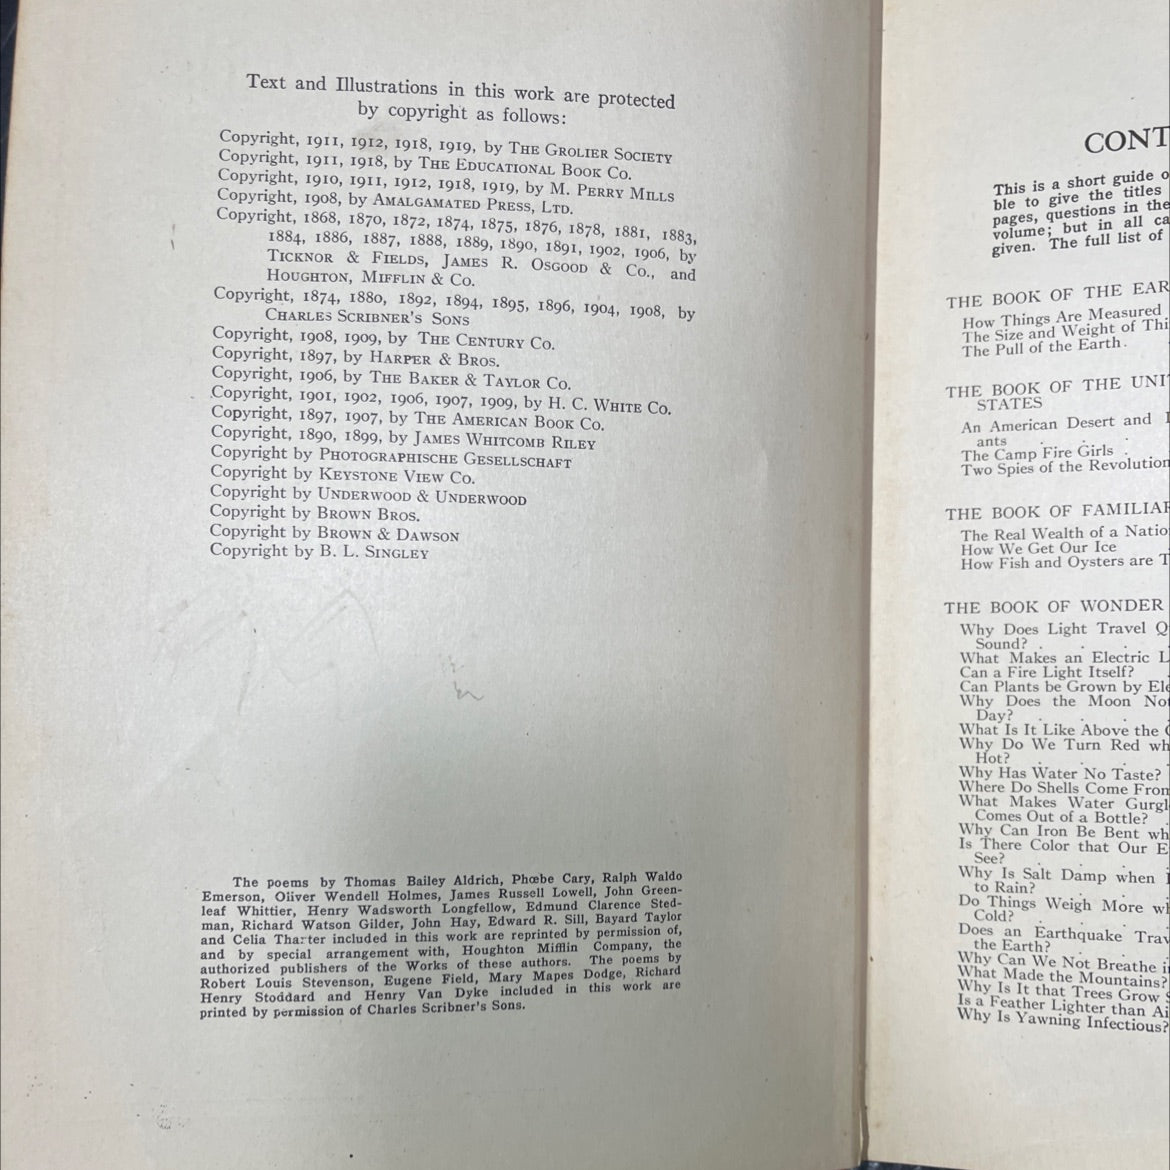 Text and Illustrations in this work are protected
by copyright as follows:
Copyright, 1911, 1912, 1918, 1919, by THE GROLIER SOCIETY
Copyright, 1911, 1918, by THE EDUCATIONAL BOOK CO.
Copyright, 1910, 1911, 1912, 1918, 1919, by M. PERRY MILLS
Copyright, 1908, by AMALGAMATED PRESS, LTD.
Copyright, 1868, 1870, 1872, 1874, 1875, 1876, 1878, 1881, 1883,
1884, 1886, 1887, 1888, 1889, 1890, 1891, 1902, 1906, by
TICKNOR & FIELDS, JAMES R. OSGOOD & Co., and
HOUGHTON, MIFFLIN & Co.
Copyright, 1874, 1880, 1892, 1894, 1895, 1896, 1904, 1908, by
CHARLES SCRIBNER'S SONS
Copyright, 1908, 1909, by THE CENTURY CO.
Copyright, 1897, by HARPER & BROS.
Copyright, 1906, by THE BAKER & TAYLOR CO.
Copyright, 1901, 1902, 1906, 1907, 1909, by H. C. WHITE CO.
Copyright, 1897, 1907, by THE AMERICAN BOOK CO.
Copyright, 1890, 1899, by JAMES WHITCOMB RILEY
Copyright by PHOTOGRAPHISCHE GESELLSCHAFT
Copyright by KEYSTONE VIEW CO.
Copyright by UNDERWOOD & UNDERWOOD
Copyright by BROWN BROS.
Copyright by BROWN & DAWSON
Copyright by B. L. SINGLEY
The poems by Thomas Bailey Aldrich, Phœbe Cary, Ralph Waldo
Emerson, Oliver Wendell Holmes, James Russell Lowell, John Green-
leaf Whittier, Henry Wadsworth Longfellow, Edmund Clarence Sted-
man, Richard Watson Gilder, John Hay, Edward R. Sill, Bayard Taylor
and Celia Thaxter included in this work are reprinted by permission of,
and by special arrangement with, Houghton Mifflin Company, the
authorized publishers of the Works of these authors. The poems by
Robert Louis Stevenson, Eugene Field, Mary Mapes Dodge, Richard
Henry Stoddard and Henry Van Dyke included in this work are
printed by permission of Charles Scribner's Sons.
CONT
This is a short guide o
ble to give the titles
pages, questions in the
volume; but in all ca
given. The full list of
THE BOOK OF THE EAR
How Things Are Measured
The Size and Weight of Thi
The Pull of the Earth.
THE BOOK OF THE UNIT
STATES
An American Desert and I
ants . . .
The Camp Fire Girls . .
Two Spies of the Revolution
THE BOOK OF FAMILIAR
The Real Wealth of a Natio
How We Get Our Ice
How Fish and Oysters are T
THE BOOK OF WONDER
Why Does Light Travel Q
Sound? . . . .
What Makes an Electric L
Can a Fire Light Itself? .
Can Plants be Grown by Ele
Why Does the Moon Not
Day? . . . .
What Is It Like Above the C
Why Do We Turn Red wh
Hot? . . . .
Why Has Water No Taste?
Where Do Shells Come From
What Makes Water Gurgl
Comes Out of a Bottle?
Why Can Iron Be Bent wh
Is There Color that Our E
See? . . . .
Why Is Salt Damp when I
to Rain? . . .
Do Things Weigh More wh
Cold? . . . .
Does an Earthquake Trav
the Earth? . . .
Why Can We Not Breathe in
What Made the Mountains?
Why Is It that Trees Grow S
Is a Feather Lighter than Ai
Why Is Yawning Infectious?